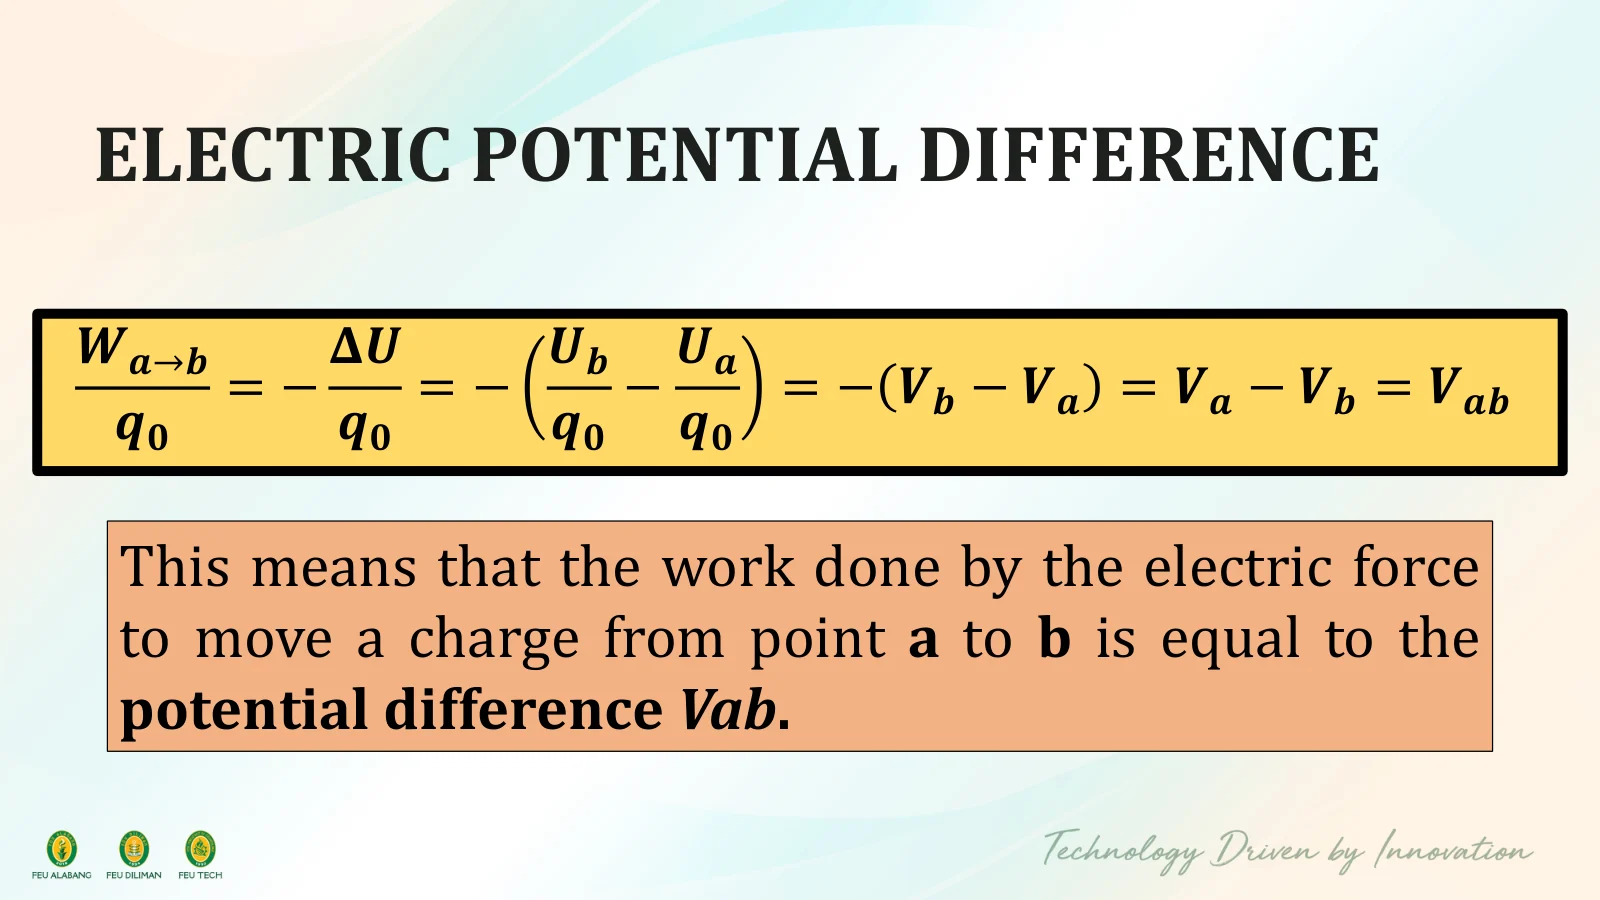 ELECTRIC POTENTIAL DIFFERENCE
W_{a→b}/q_0 = −ΔU/q_0 = −(U_b/q_0 − U_a/q_0) = −(V_b − V_a) = V_a − V_b = V_{ab}
This means that the work done by the electric force
to move a charge from point a to b is equal to the
potential difference Vab.
FEU ALABANG FEU DILIMAN FEU TECH
Technology Driven by Innovation